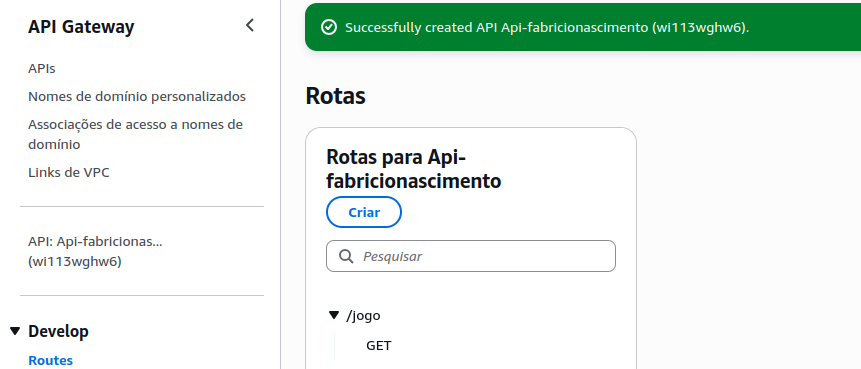 API Gateway
APIs
Nomes de domínio personalizados
Associações de acesso a nomes de
domínio
Links de VPC
API: Api-fabricionas...
(wi113wghw6)
Develop
Routes
Successfully created API Api-fabricionascimento (wi113wghw6).
Rotas
Rotas para Api-
fabricionascimento
Criar
Pesquisar
/jogo
GET